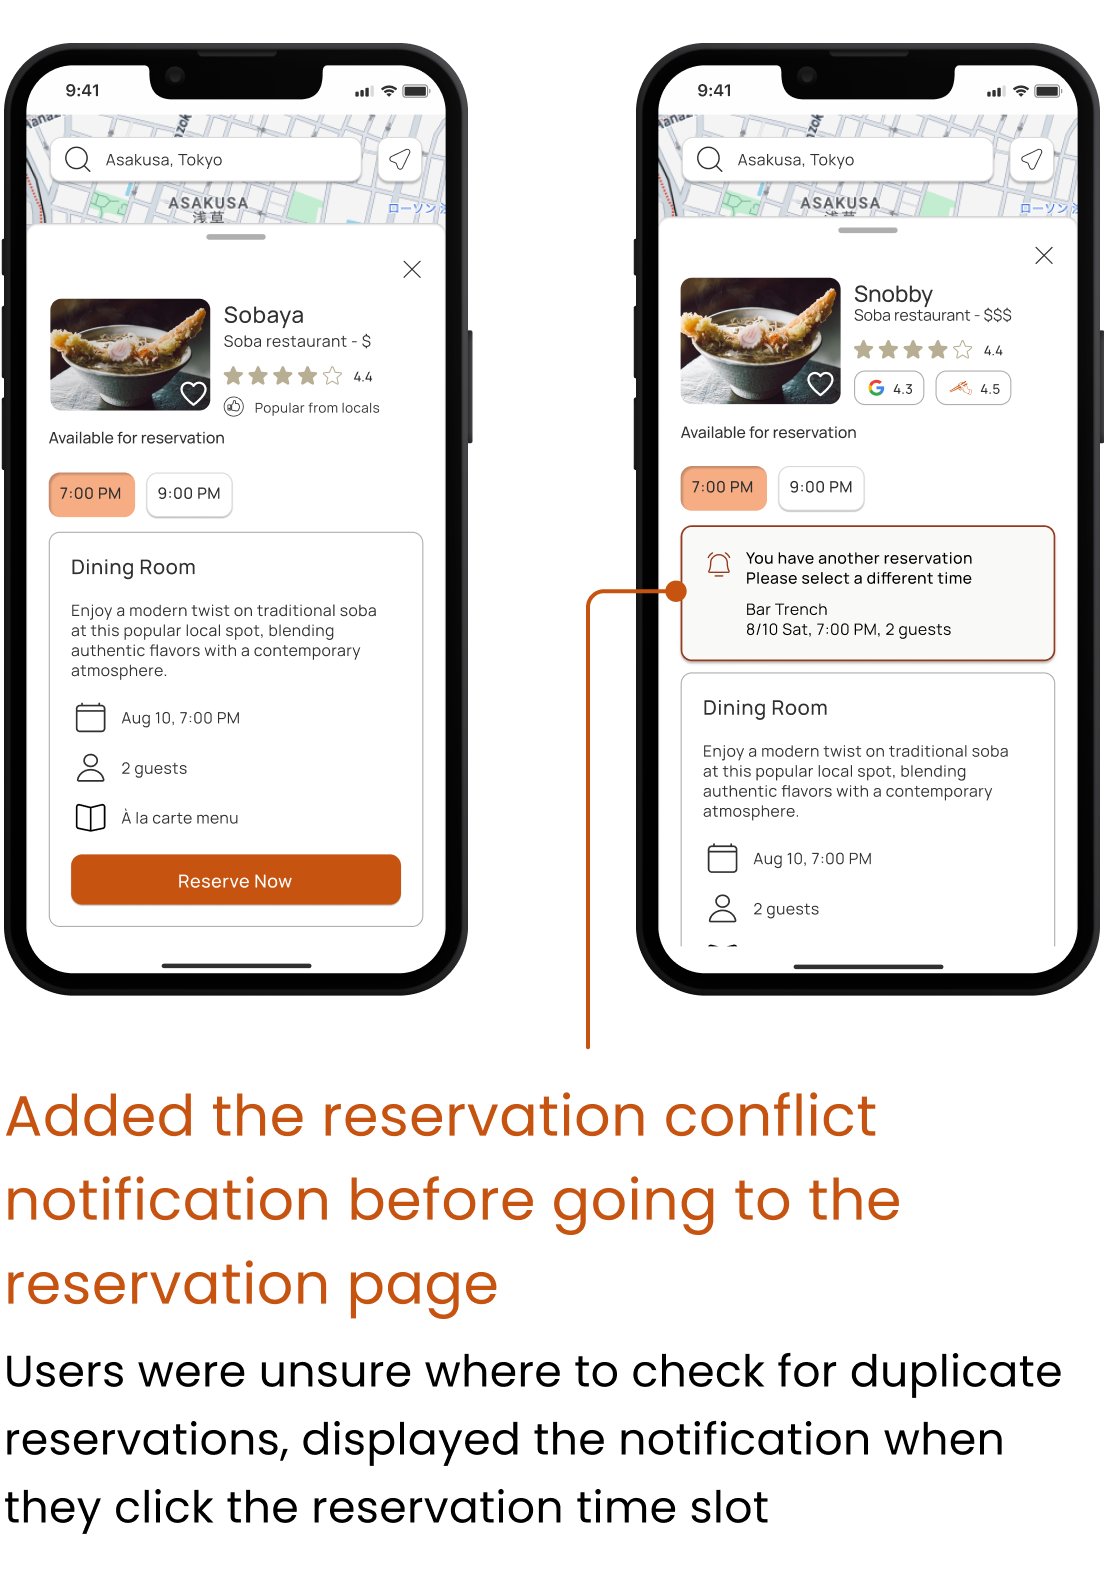 9:41
Asakusa, Tokyo
ASAKUSA
浅草
ローソン
Sobaya
Soba restaurant - $
4.4
Popular from locals
Available for reservation
7:00 PM
9:00 PM
Dining Room
Enjoy a modern twist on traditional soba
at this popular local spot, blending
authentic flavors with a contemporary
atmosphere.
Aug 10, 7:00 PM
2 guests
À la carte menu
Reserve Now
9:41
Asakusa, Tokyo
ASAKUSA
浅草
ローソン
Snobby
Soba restaurant - $$$
4.4
G 4.3
4.5
Available for reservation
7:00 PM
9:00 PM
You have another reservation
Please select a different time
Bar Trench
8/10 Sat, 7:00 PM, 2 guests
Dining Room
Enjoy a modern twist on traditional soba
at this popular local spot, blending
authentic flavors with a contemporary
atmosphere.
Aug 10, 7:00 PM
2 guests
Added the reservation conflict
notification before going to the
reservation page
Users were unsure where to check for duplicate
reservations, displayed the notification when
they click the reservation time slot